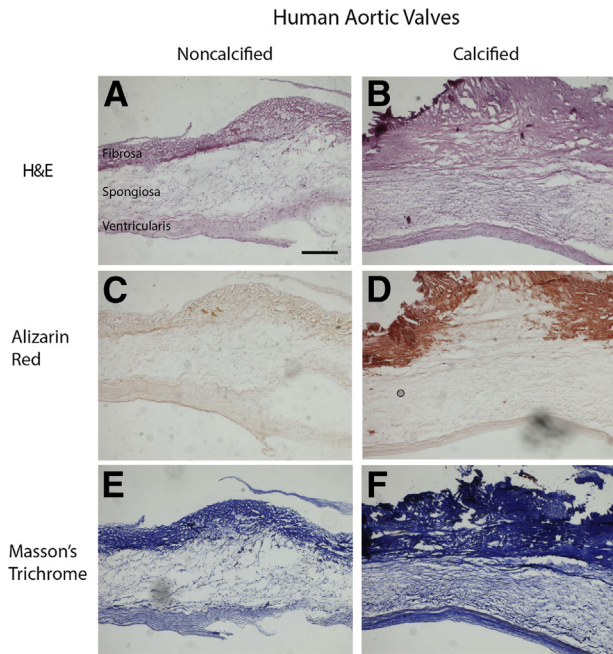 Human Aortic Valves
Noncalcified
Calcified
H&E
A
Fibrosa
Spongiosa
Ventricularis
B
Alizarin
Red
C
D
Masson's
Trichrome
E
F